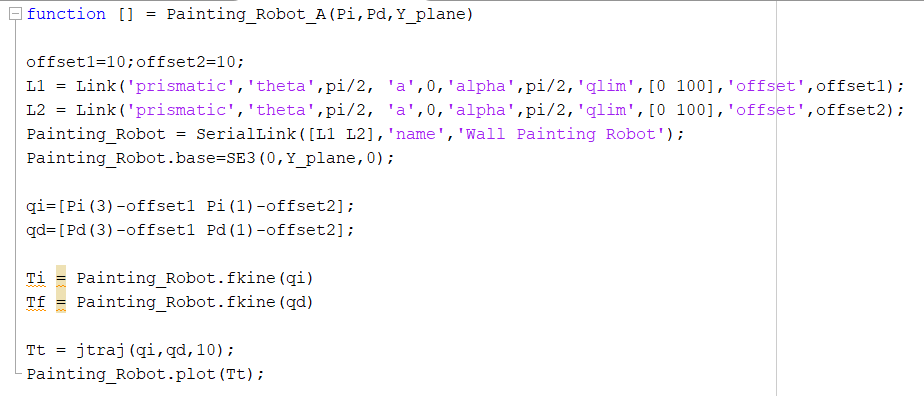 function [] = Painting_Robot_A(Pi,Pd,Y_plane)
offset1=10;offset2=10;
L1 = Link('prismatic','theta',pi/2, 'a',0,'alpha',pi/2,'qlim',[0 100],'offset',offset1);
L2 = Link('prismatic','theta',pi/2, 'a',0,'alpha',pi/2,'qlim',[0 100],'offset',offset2);
Painting_Robot = SerialLink([L1 L2],'name','Wall Painting Robot');
Painting_Robot.base=SE3(0,Y_plane,0);
qi=[Pi(3)-offset1 Pi(1)-offset2];
qd=[Pd(3)-offset1 Pd(1)-offset2];
Ti = Painting_Robot.fkine(qi)
Tf = Painting_Robot.fkine(qd)
Tt = jtraj(qi,qd,10);
Painting_Robot.plot(Tt);